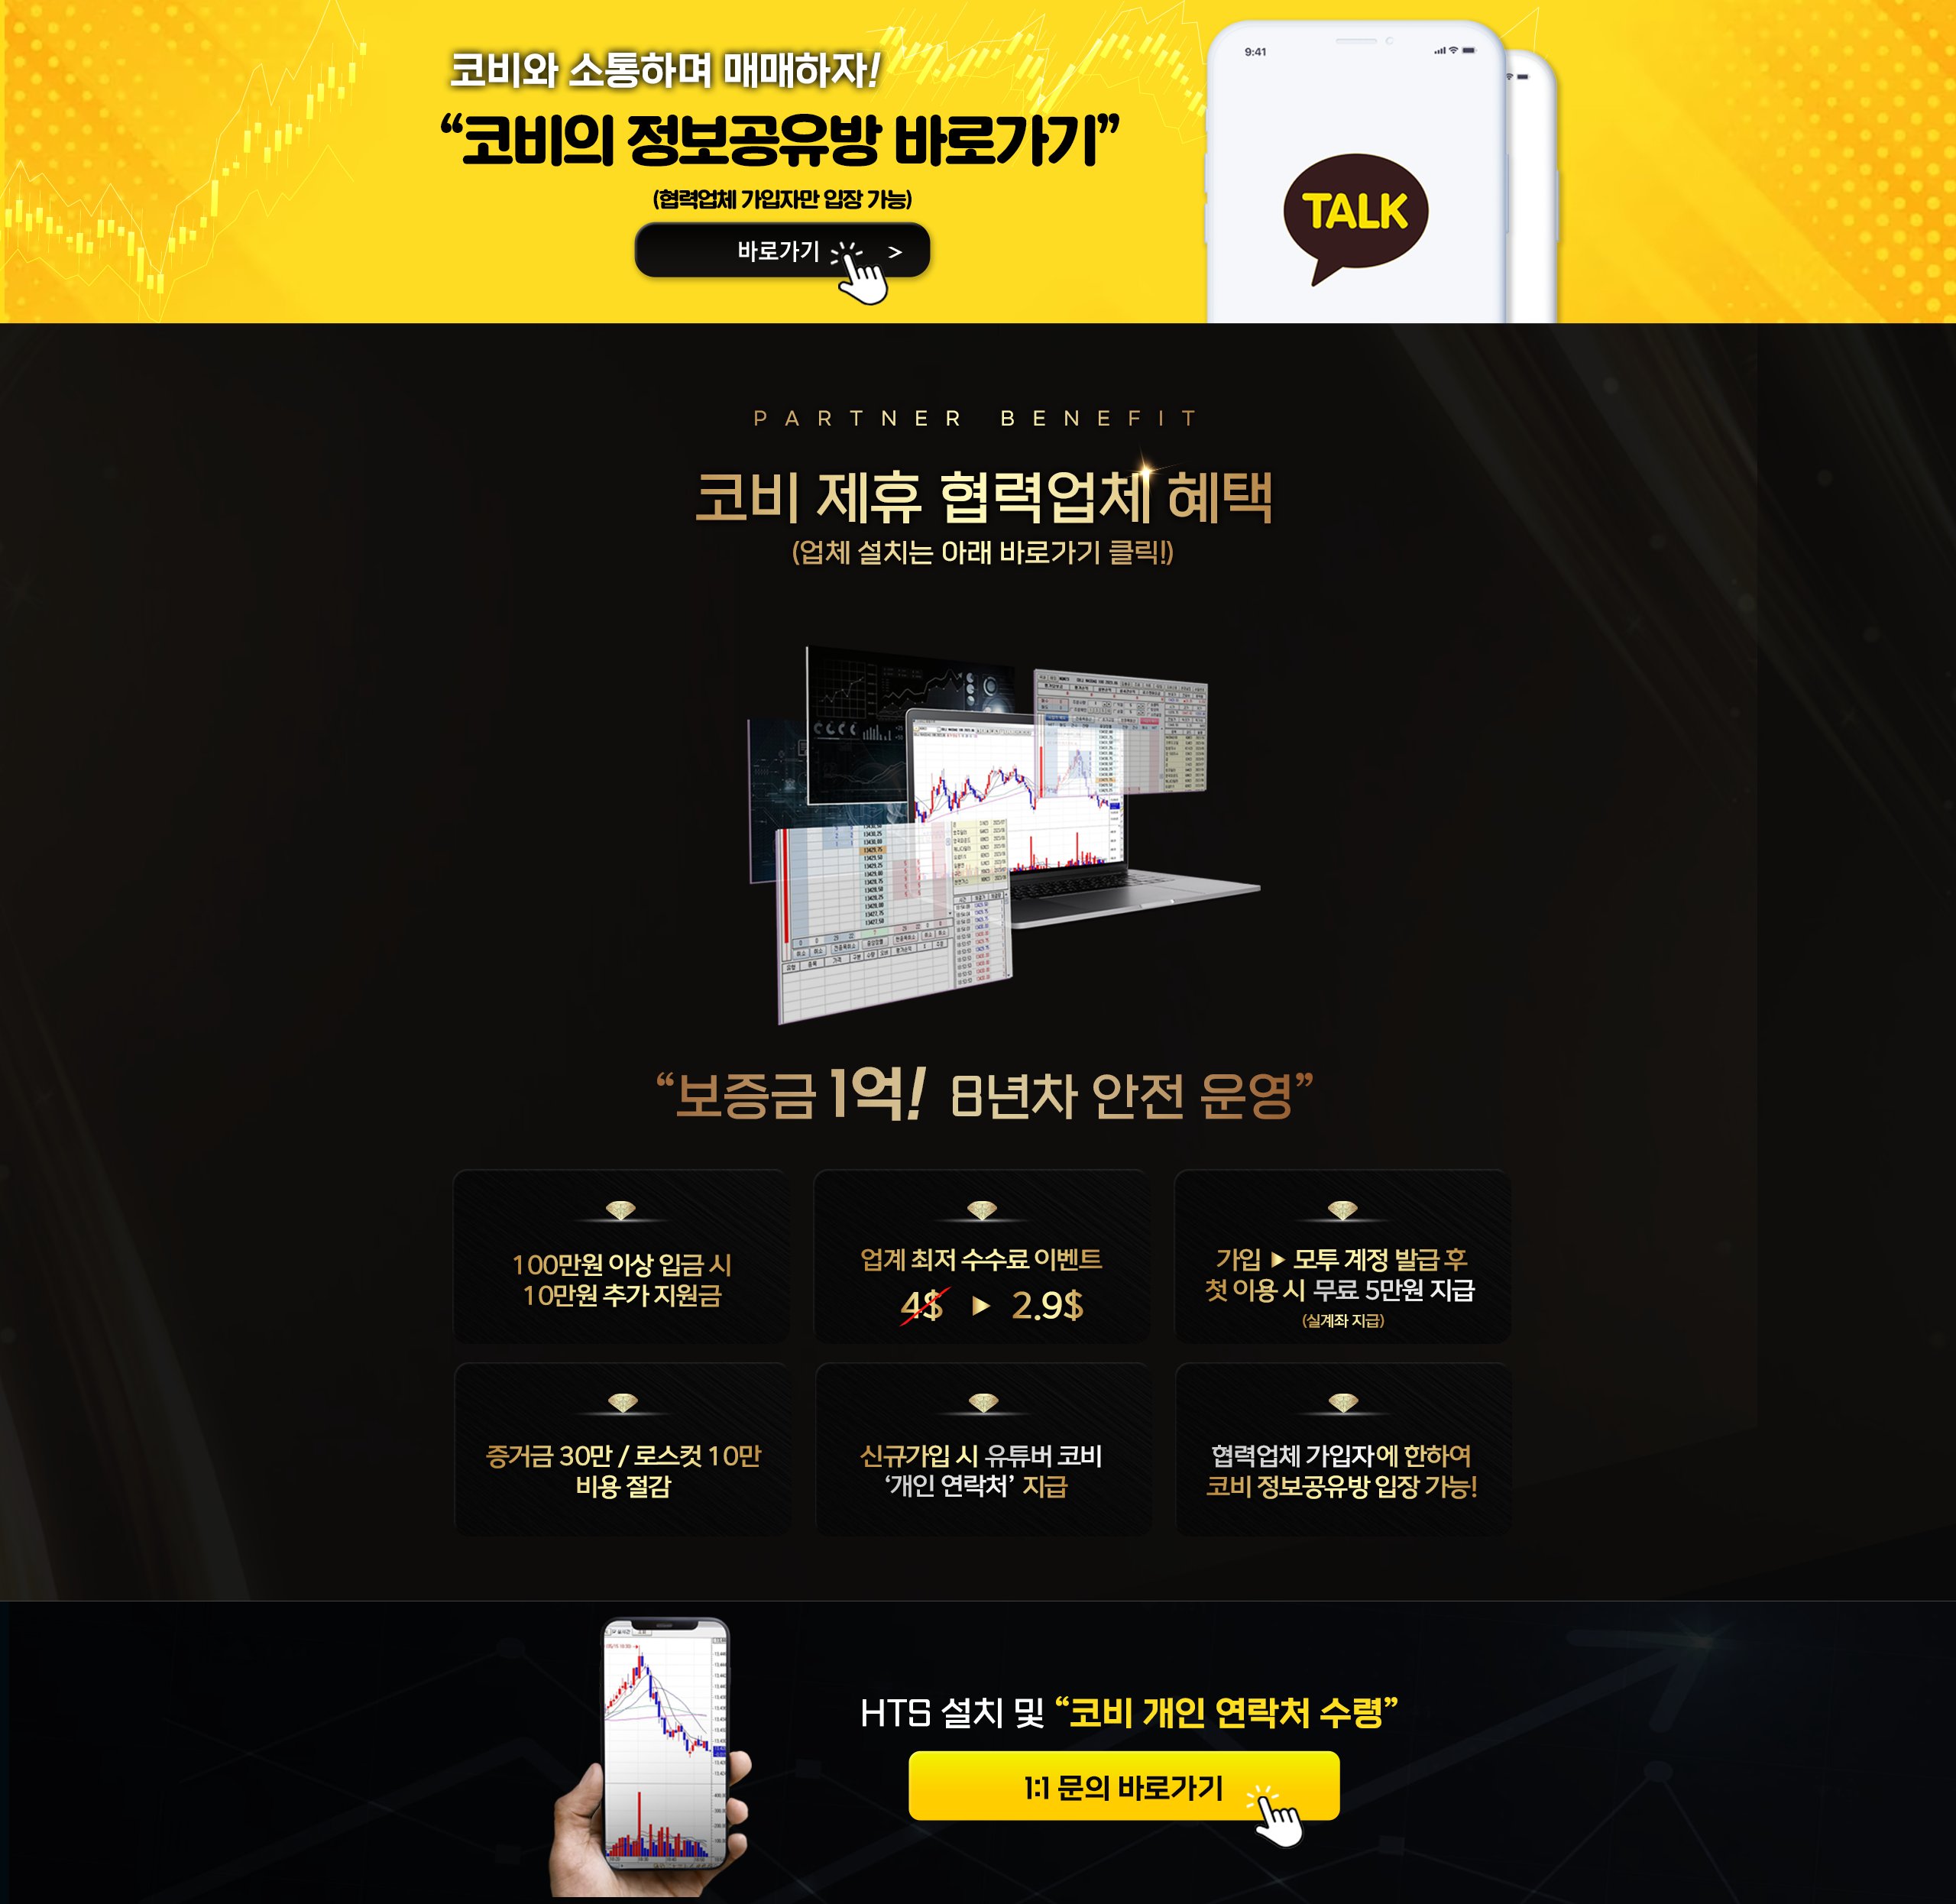 코비와 소통하며 매매하자!
“코비의 정보공유방 바로가기”
(협력업체 가입자만 입장 가능)
바로가기 >
9:41
TALK
PARTNER BENEFIT
코비 제휴 협력업체 혜택
(업체 설치는 아래 바로가기 클릭!)
“보증금 1억! 8년차 안전 운영”
100만원 이상 입금 시
10만원 추가 지원금
업계 최저 수수료 이벤트
4$ ▶ 2.9$
가입 ▶ 모투 계정 발급 후
첫 이용 시 무료 5만원 지급
(실계좌 지급)
증거금 30만 / 로스컷 10만
비용 절감
신규가입 시 유튜버 코비
‘개인 연락처’ 지급
협력업체 가입자에 한하여
코비 정보공유방 입장 가능!
HTS 설치 및 “코비 개인 연락처 수령”
1:1 문의 바로가기